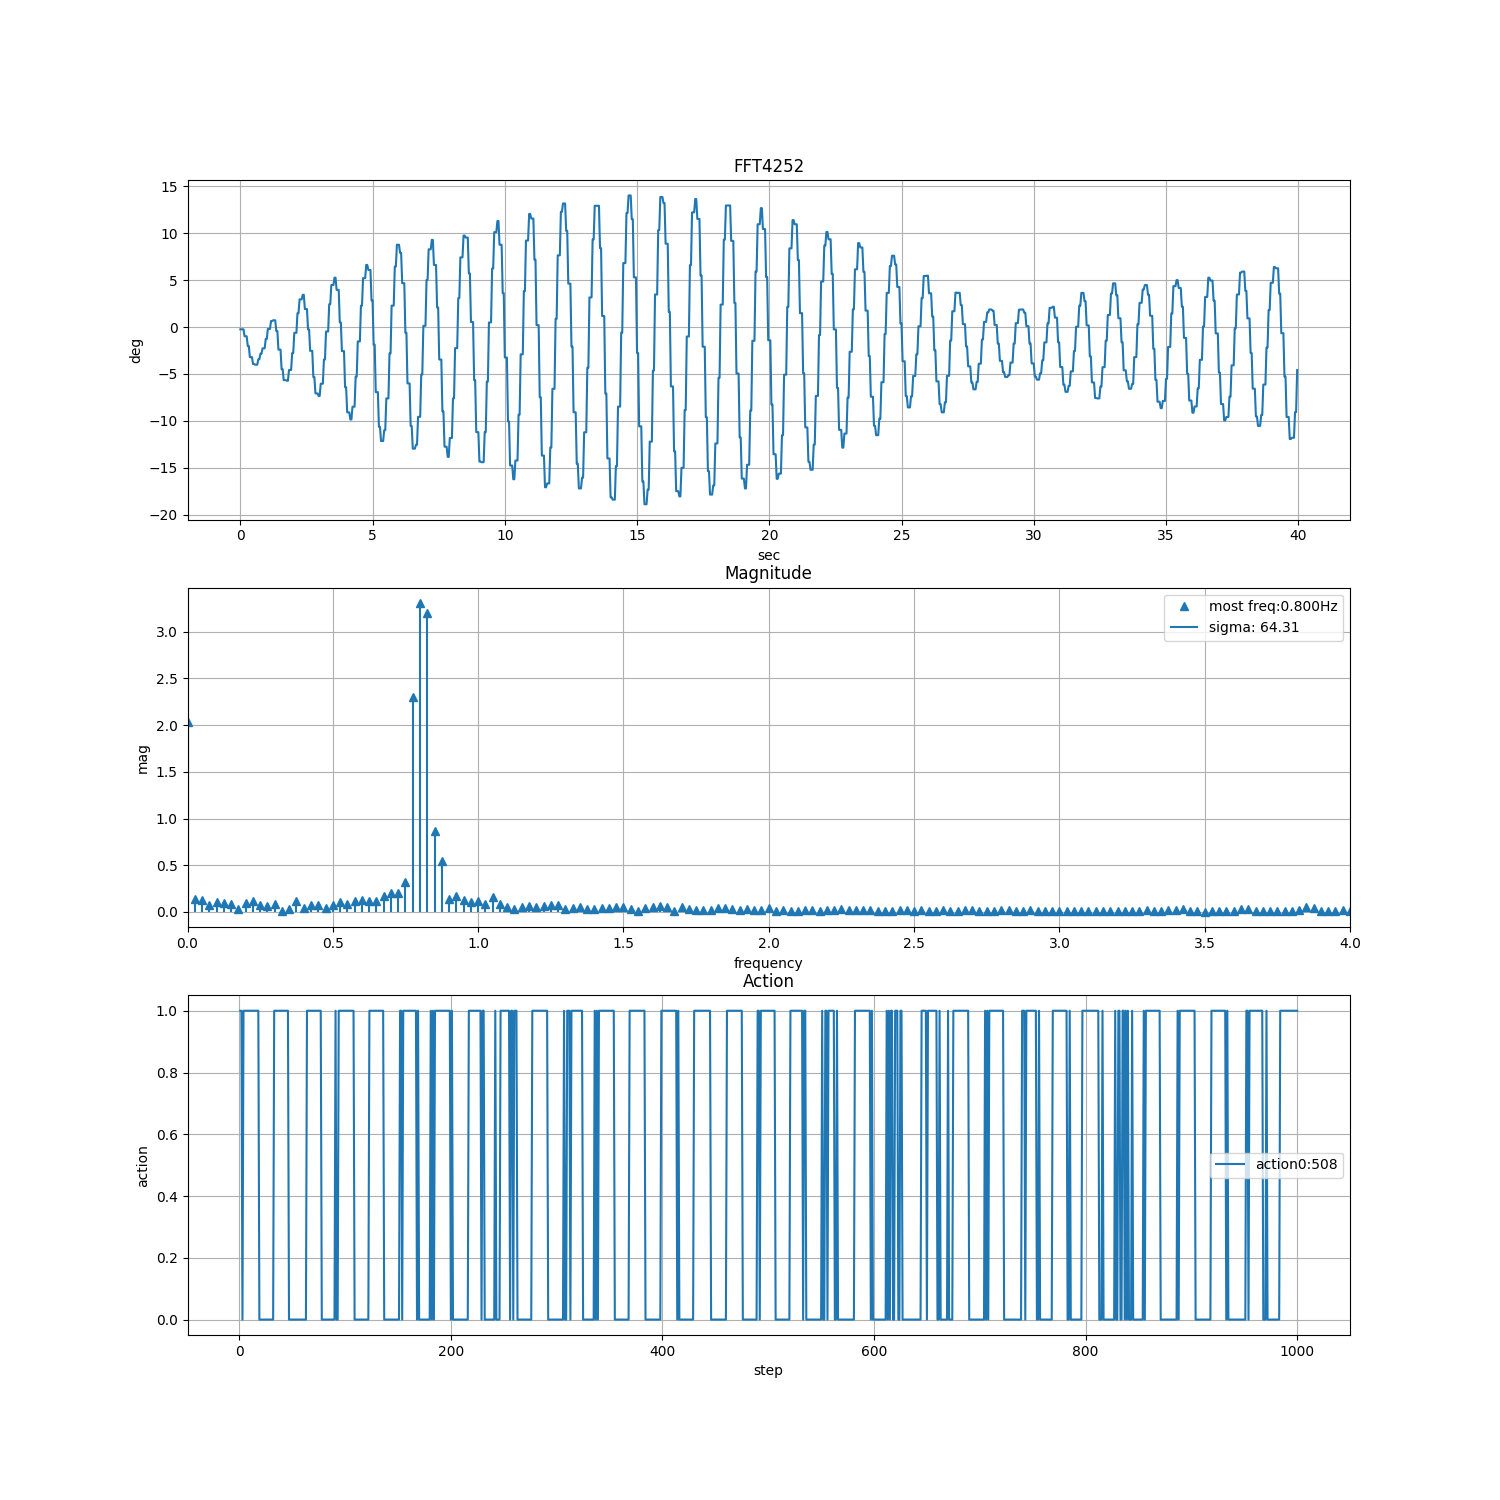 FFT4252
15
10
5
0
−5
−10
−15
−20
deg
0 5 10 15 20 25 30 35 40
sec
Magnitude
most freq:0.800Hz
sigma: 64.31
3.0
2.5
2.0
1.5
1.0
0.5
0.0
mag
0.0 0.5 1.0 1.5 2.0 2.5 3.0 3.5 4.0
frequency
Action
1.0
0.8
0.6
0.4
0.2
0.0
action
action0:508
0 200 400 600 800 1000
step